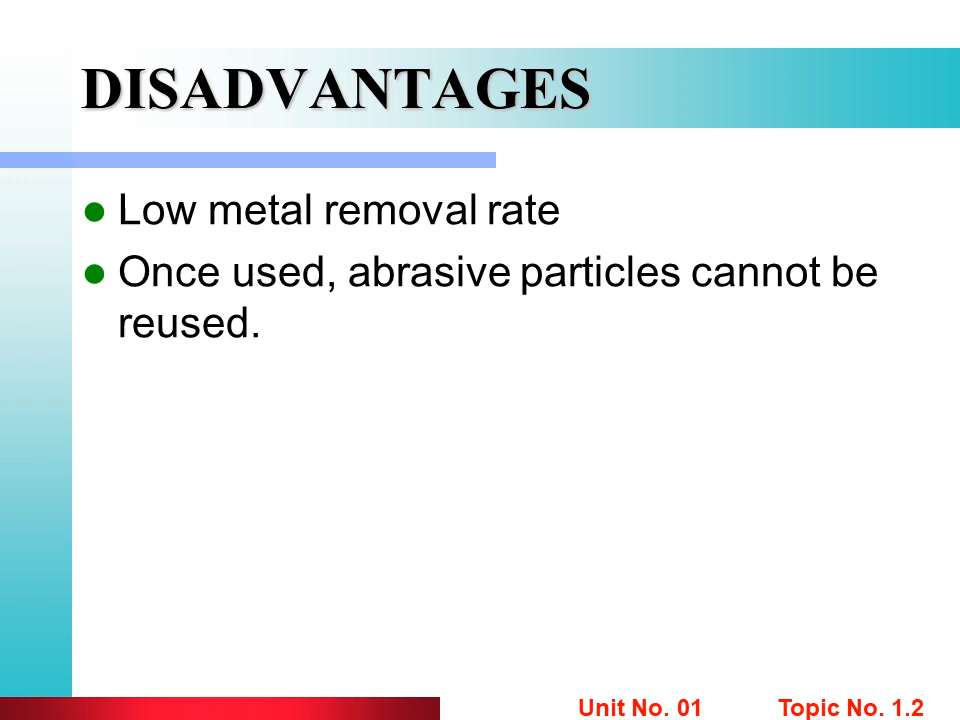 DISADVANTAGES
Low metal removal rate
Once used, abrasive particles cannot be
reused.
Unit No. 01 Topic No. 1.2